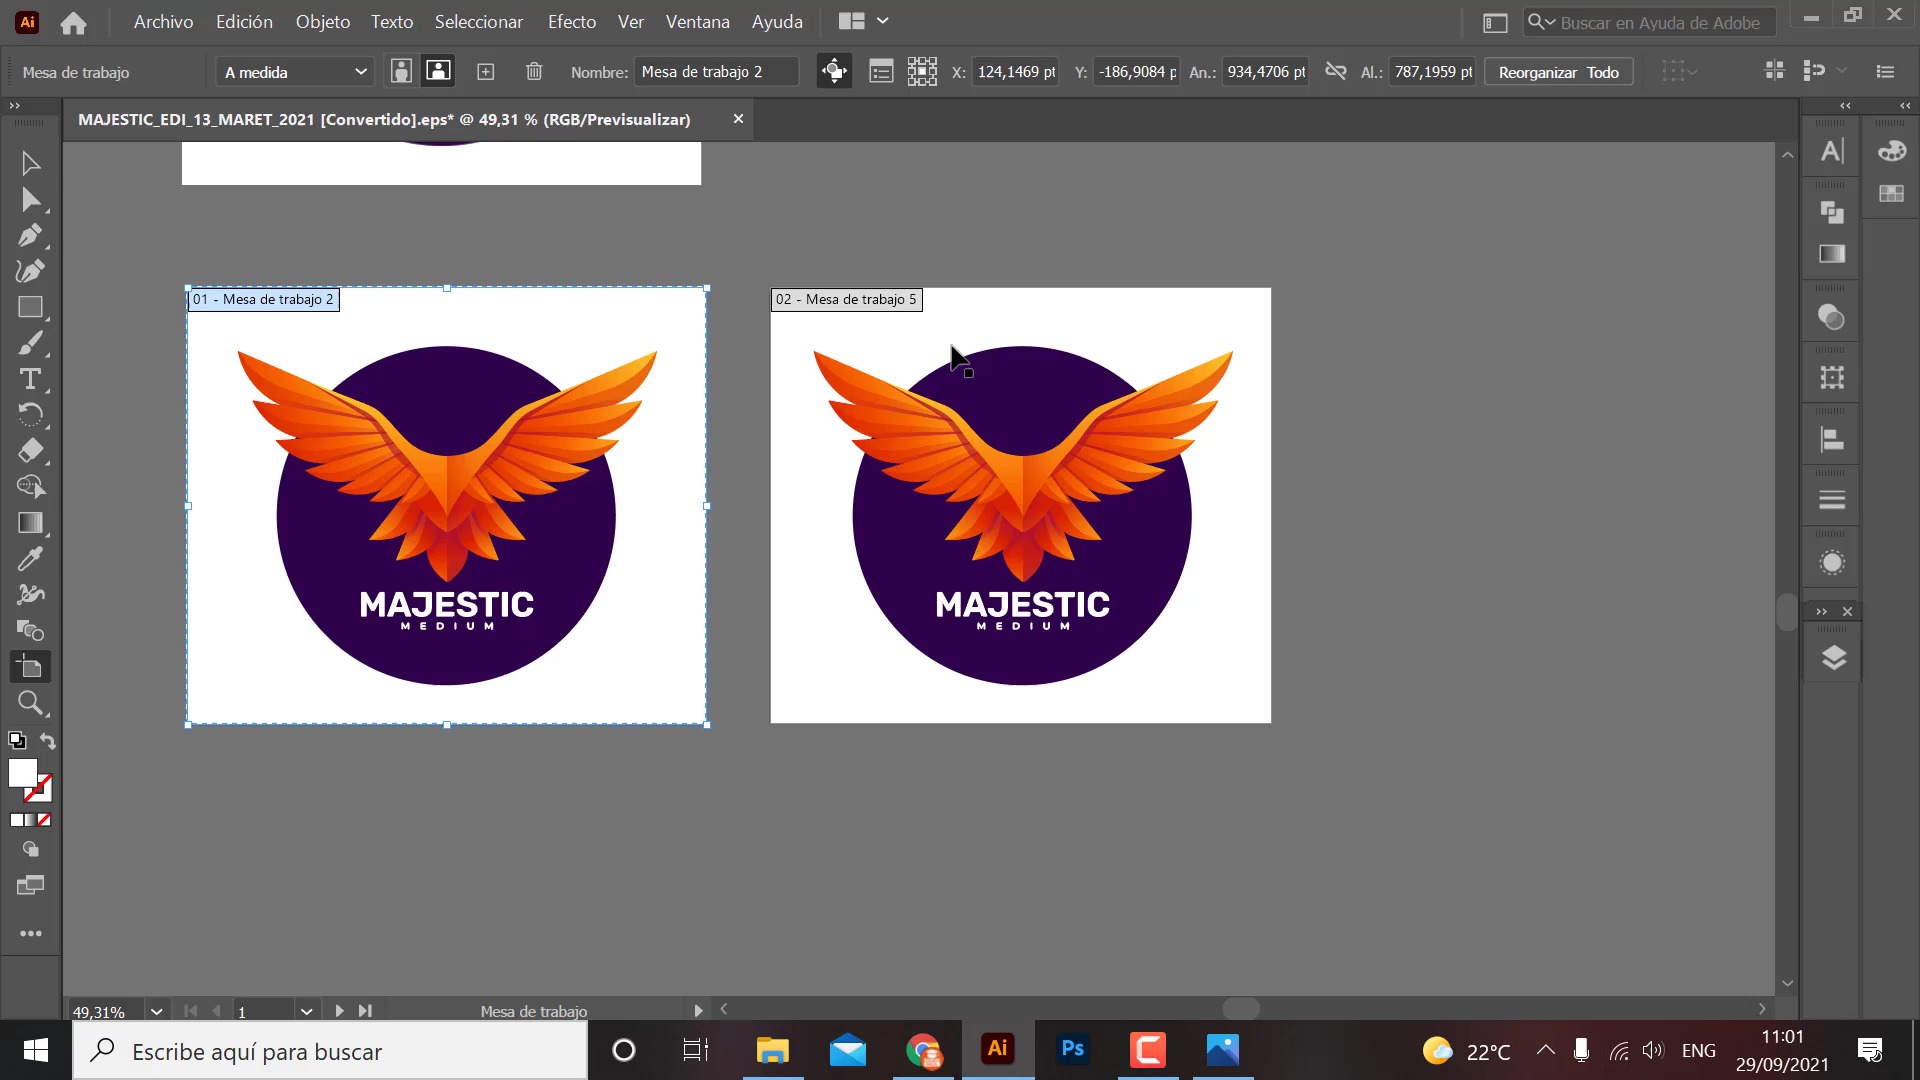 Ai Archivo Edición Objeto Texto Seleccionar Efecto Ver Ventana Ayuda Buscar en Ayuda de Adobe
Mesa de trabajo A medida Nombre: Mesa de trabajo 2 X: 124,1469 pt Y: -186,9084 p An.: 934,4706 pt Al.: 787,1959 pt Reorganizar Todo
MAJESTIC_EDI_13_MARET_2021 [Convertido].eps* @ 49,31 % (RGB/Previsualizar)
01 - Mesa de trabajo 2
02 - Mesa de trabajo 5
MAJESTIC
MEDIUM
MAJESTIC
MEDIUM
49,31% 1 Mesa de trabajo
Escribe aquí para buscar
Ai Ps
22°C ENG
11:01
29/09/2021